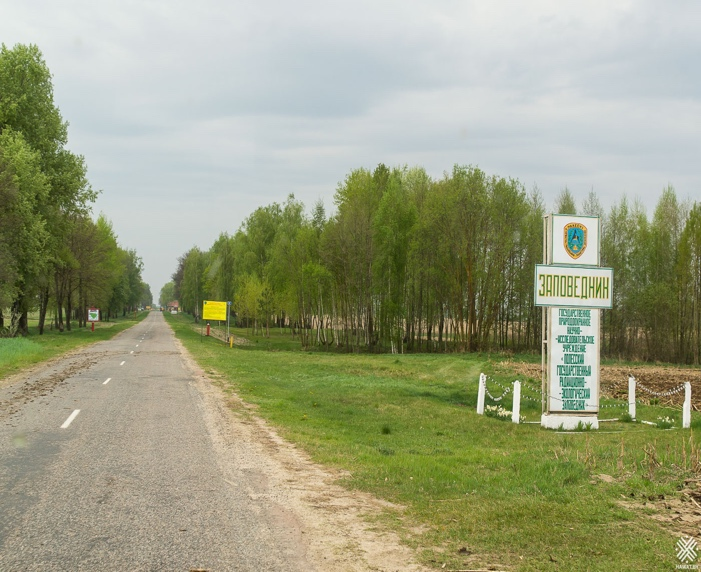 ЗАПОВЕДНИК
ГОСУДАРСТВЕННОЕ
ПРИРОДООХРАННОЕ
НАУЧНО-
-ИССЛЕДОВАТЕЛЬСКОЕ
УЧРЕЖДЕНИЕ
ПОЛЕССКИЙ
ГОСУДАРСТВЕННЫЙ
РАДИАЦИОННО-
-ЭКОЛОГИЧЕСКИЙ
ЗАПОВЕДНИК